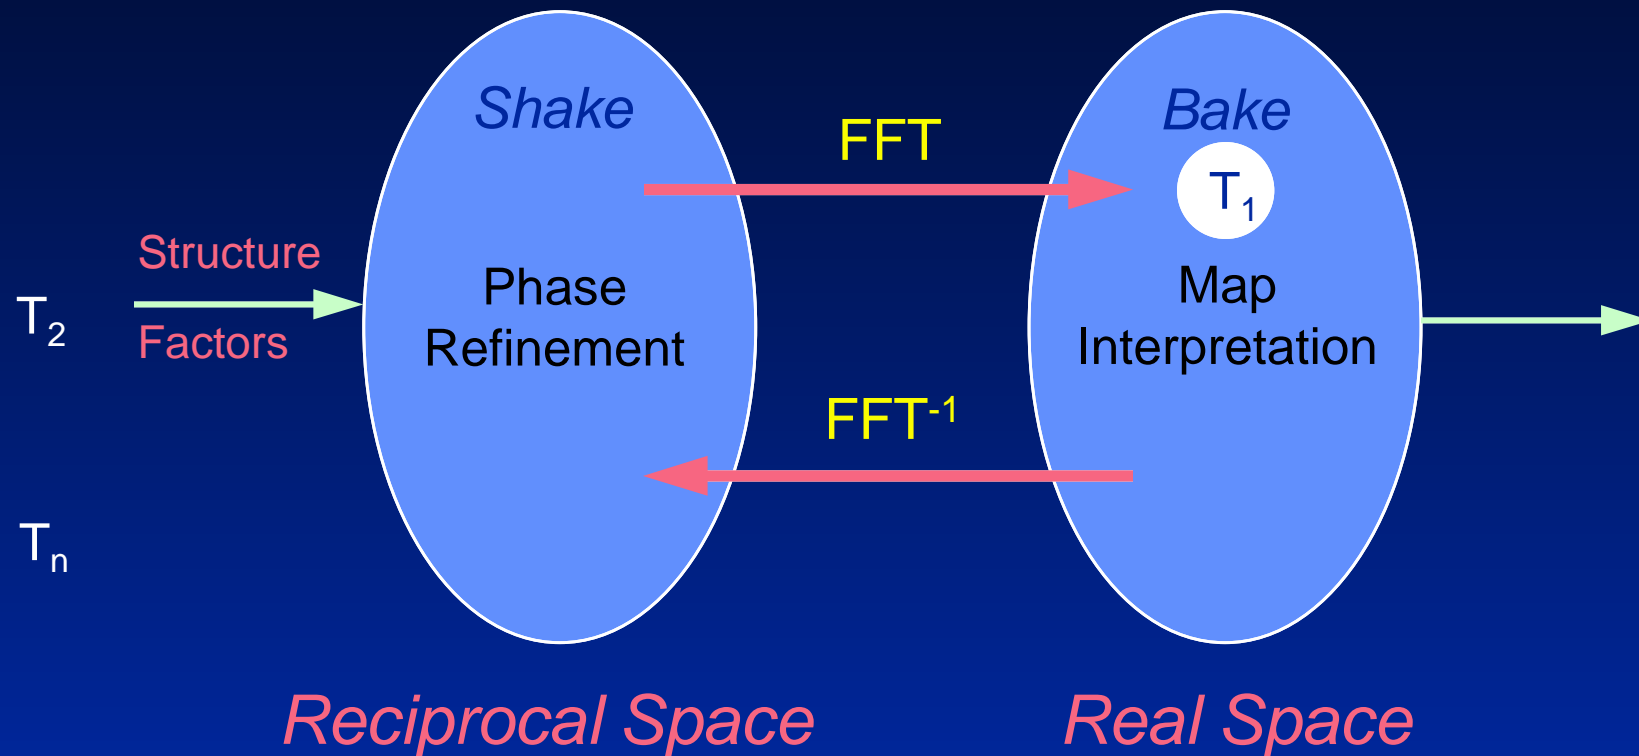 Shake
Bake
FFT
T₁
Structure
Factors
T₂
Phase
Refinement
Map
Interpretation
FFT⁻¹
Tₙ
Reciprocal Space
Real Space